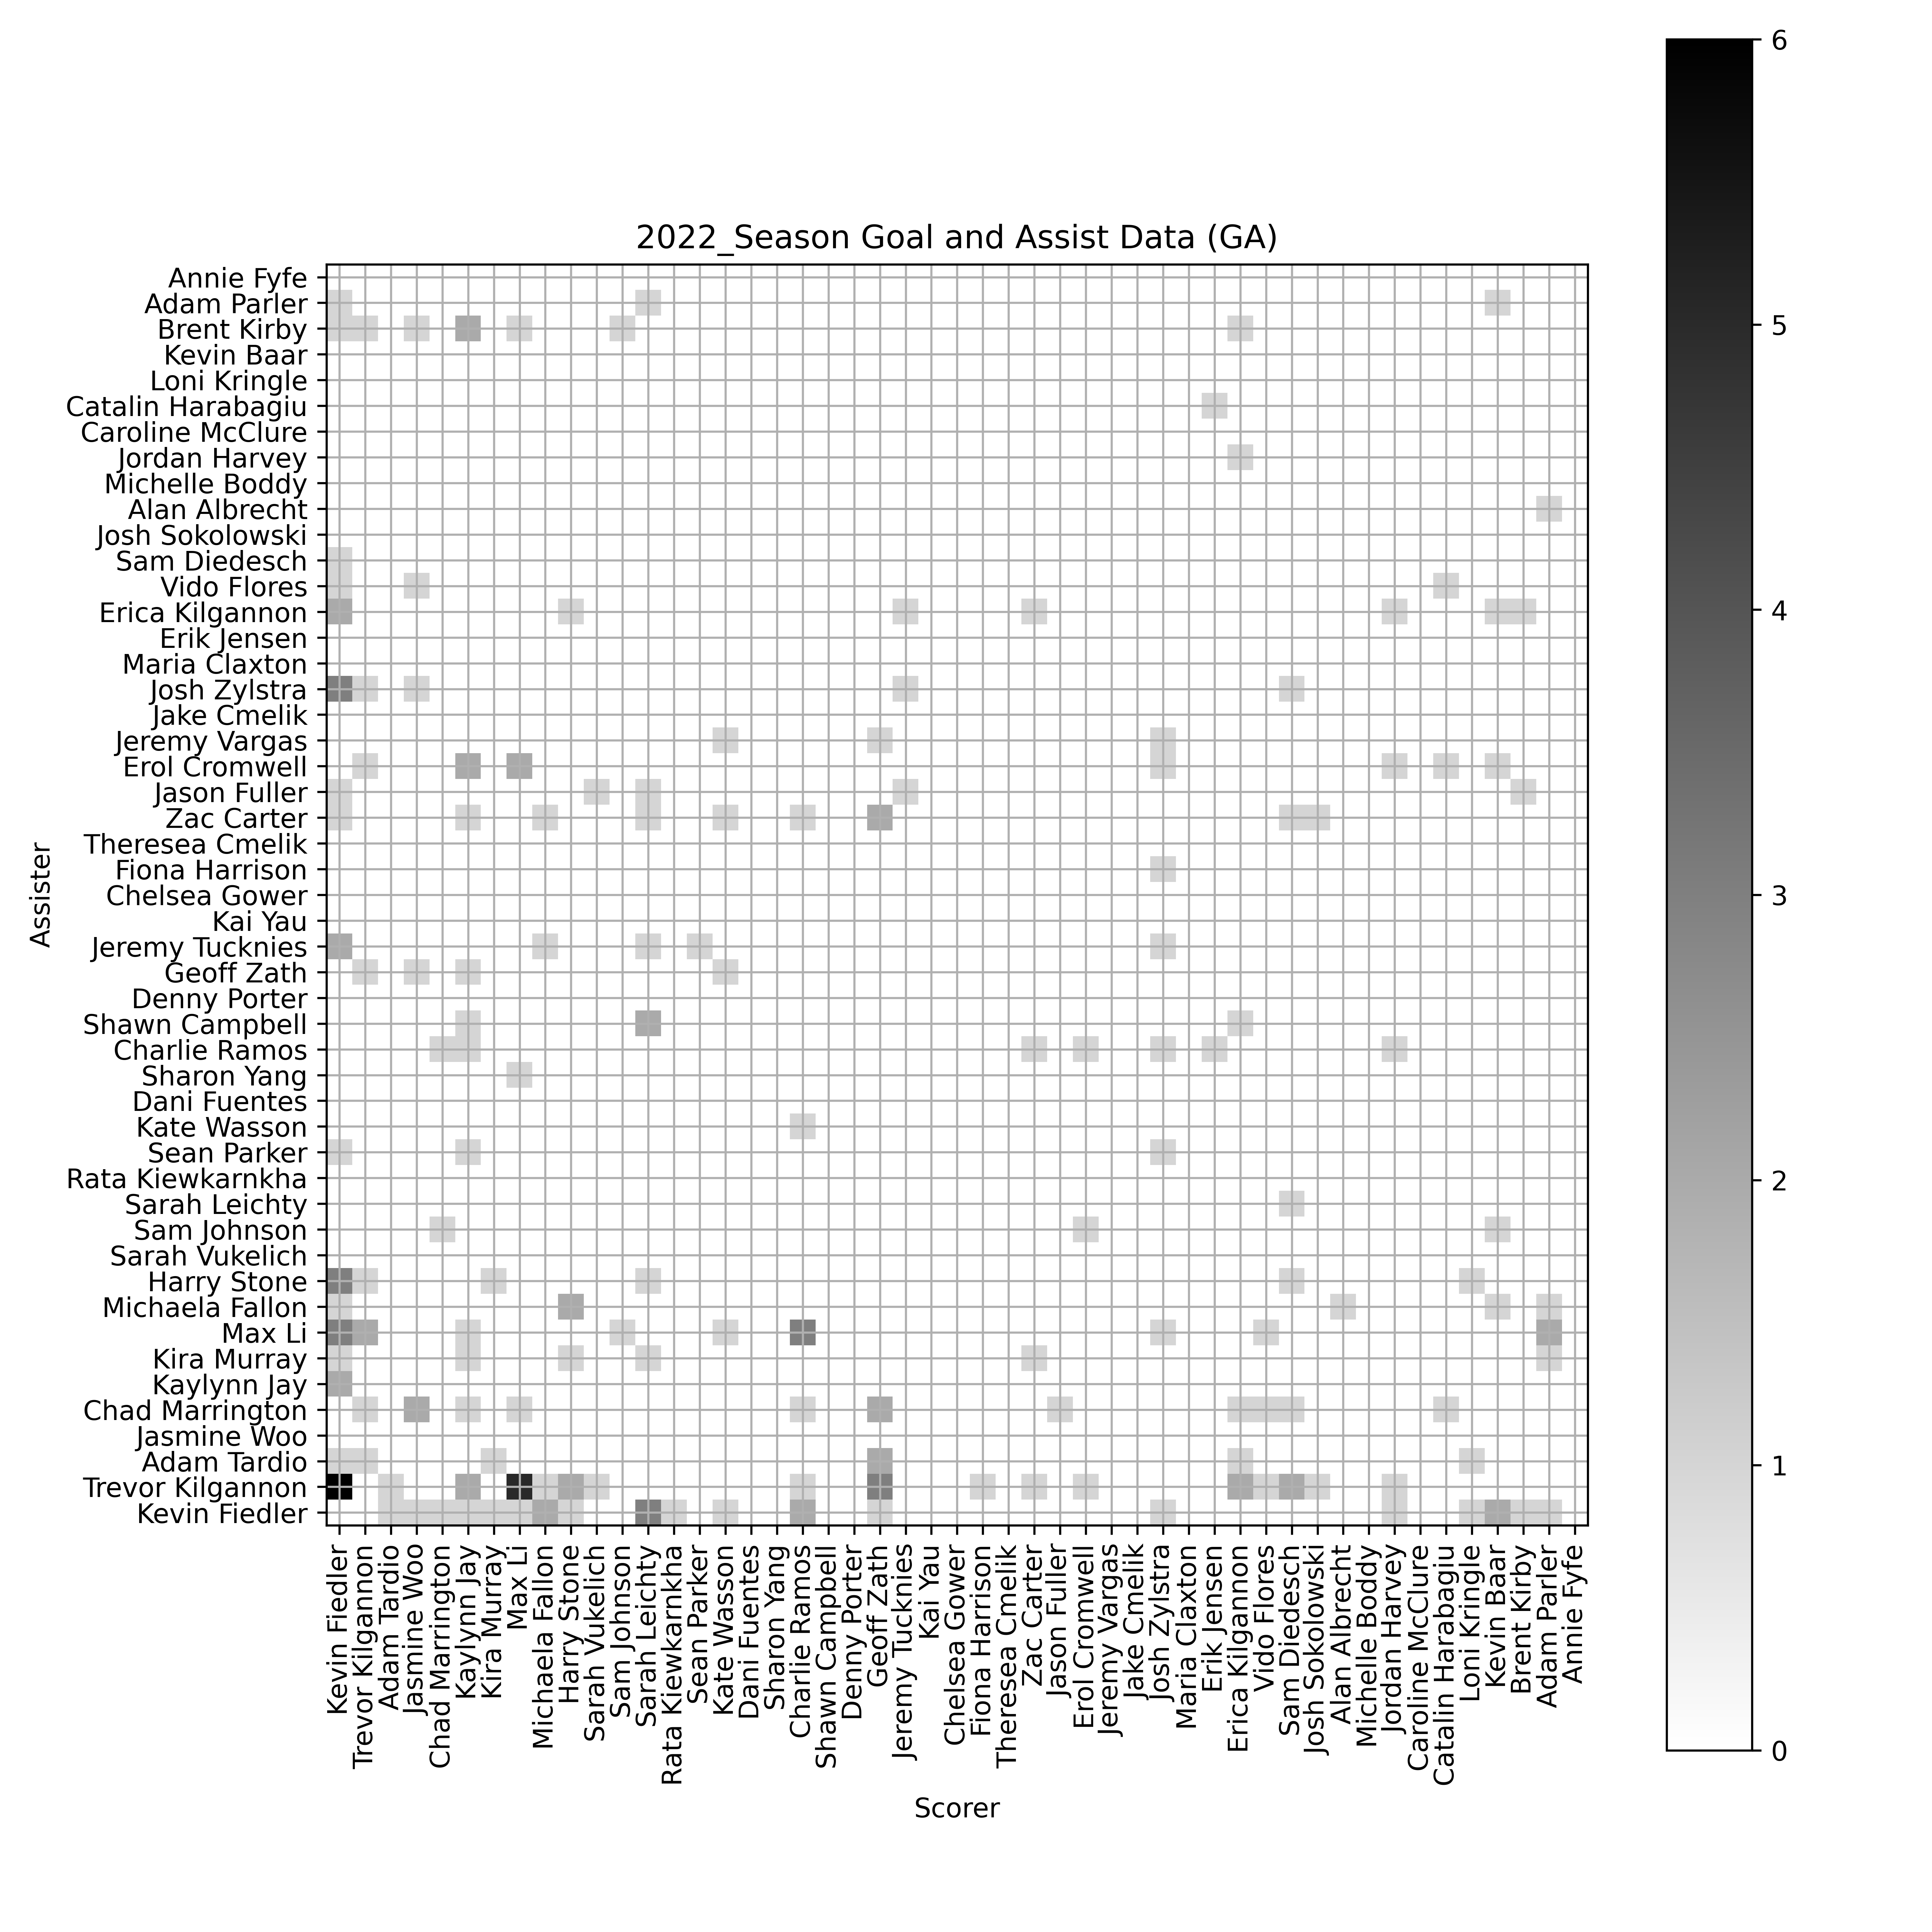 2022_Season Goal and Assist Data (GA)
Annie Fyfe
Adam Parler
Brent Kirby
Kevin Baar
Loni Kringle
Catalin Harabagiu
Caroline McClure
Jordan Harvey
Michelle Boddy
Alan Albrecht
Josh Sokolowski
Sam Diedesch
Vido Flores
Erica Kilgannon
Erik Jensen
Maria Claxton
Josh Zylstra
Jake Cmelik
Jeremy Vargas
Erol Cromwell
Jason Fuller
Zac Carter
Theresea Cmelik
Fiona Harrison
Chelsea Gower
Kai Yau
Jeremy Tucknies
Geoff Zath
Denny Porter
Shawn Campbell
Charlie Ramos
Sharon Yang
Dani Fuentes
Kate Wasson
Sean Parker
Rata Kiewkarnkha
Sarah Leichty
Sam Johnson
Sarah Vukelich
Harry Stone
Michaela Fallon
Max Li
Kira Murray
Kaylynn Jay
Chad Marrington
Jasmine Woo
Adam Tardio
Trevor Kilgannon
Kevin Fiedler
Assister
Kevin Fiedler
Trevor Kilgannon
Adam Tardio
Jasmine Woo
Chad Marrington
Kaylynn Jay
Kira Murray
Max Li
Michaela Fallon
Harry Stone
Sarah Vukelich
Sam Johnson
Sarah Leichty
Rata Kiewkarnkha
Sean Parker
Kate Wasson
Dani Fuentes
Sharon Yang
Charlie Ramos
Shawn Campbell
Denny Porter
Geoff Zath
Jeremy Tucknies
Kai Yau
Chelsea Gower
Fiona Harrison
Theresea Cmelik
Zac Carter
Jason Fuller
Erol Cromwell
Jeremy Vargas
Jake Cmelik
Josh Zylstra
Maria Claxton
Erik Jensen
Erica Kilgannon
Vido Flores
Sam Diedesch
Josh Sokolowski
Alan Albrecht
Michelle Boddy
Jordan Harvey
Caroline McClure
Catalin Harabagiu
Loni Kringle
Kevin Baar
Brent Kirby
Adam Parler
Annie Fyfe
Scorer
6
5
4
3
2
1
0